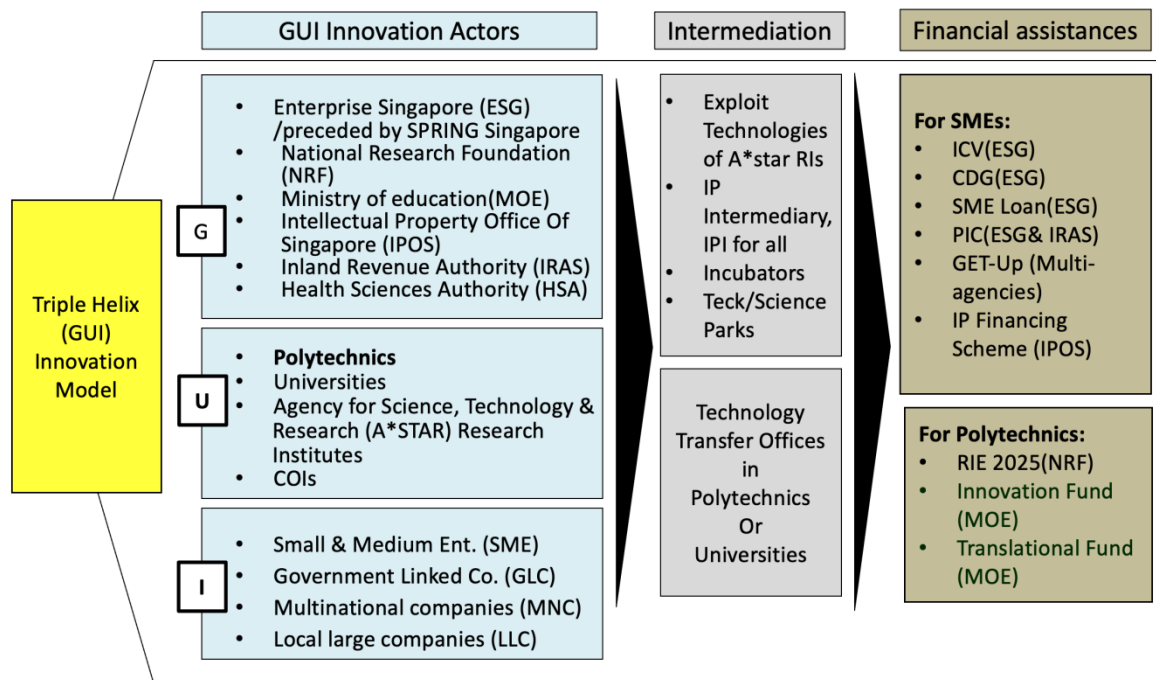 GUI Innovation Actors
Intermediation
Financial assistances
Triple Helix
(GUI)
Innovation
Model
G
• Enterprise Singapore (ESG)
/preceded by SPRING Singapore
• National Research Foundation
(NRF)
• Ministry of education(MOE)
• Intellectual Property Office Of
Singapore (IPOS)
• Inland Revenue Authority (IRAS)
• Health Sciences Authority (HSA)
U
• Polytechnics
• Universities
• Agency for Science, Technology &
Research (A*STAR) Research
Institutes
• COIs
I
• Small & Medium Ent. (SME)
• Government Linked Co. (GLC)
• Multinational companies (MNC)
• Local large companies (LLC)
• Exploit
Technologies
of A*star RIs
• IP
Intermediary,
IPI for all
• Incubators
• Teck/Science
Parks
Technology
Transfer Offices
in
Polytechnics
Or
Universities
For SMEs:
• ICV(ESG)
• CDG(ESG)
• SME Loan(ESG)
• PIC(ESG& IRAS)
• GET-Up (Multi-
agencies)
• IP Financing
Scheme (IPOS)
For Polytechnics:
• RIE 2025(NRF)
• Innovation Fund
(MOE)
• Translational Fund
(MOE)